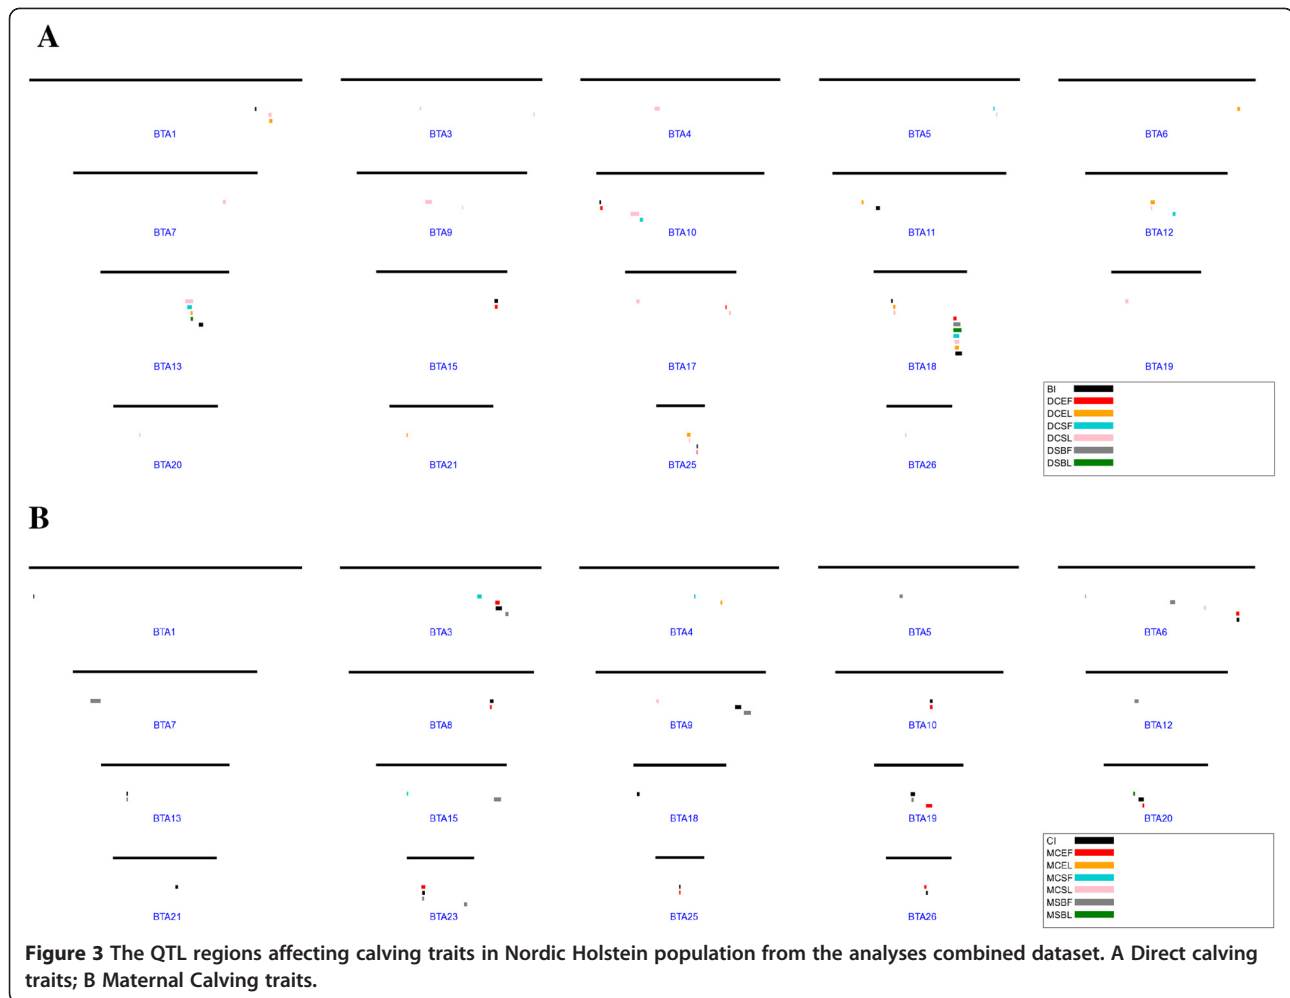 A
BTA1
BTA3
BTA4
BTA5
BTA6
BTA7
BTA9
BTA10
BTA11
BTA12
BTA13
BTA15
BTA17
BTA18
BTA19
BI
DCEF
DCEL
DCSF
DCSL
DSBF
DSBL
BTA20
BTA21
BTA25
BTA26
B
BTA1
BTA3
BTA4
BTA5
BTA6
BTA7
BTA8
BTA9
BTA10
BTA12
BTA13
BTA15
BTA18
BTA19
BTA20
CI
MCEF
MCEL
MCSF
MCSL
MSBF
MSBL
BTA21
BTA23
BTA25
BTA26
Figure 3 The QTL regions affecting calving traits in Nordic Holstein population from the analyses combined dataset. A Direct calving
traits; B Maternal Calving traits.